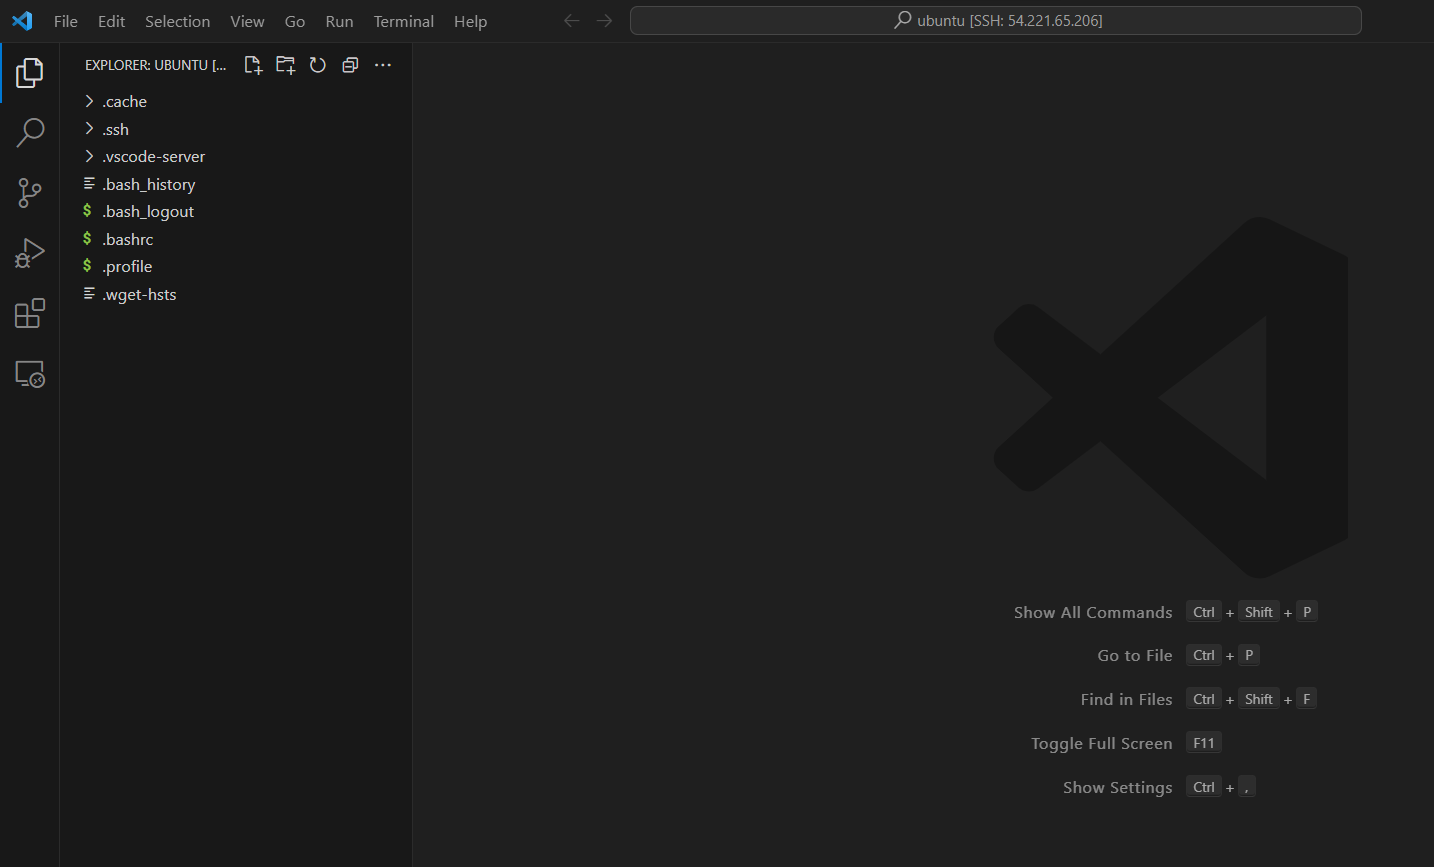 File Edit Selection View Go Run Terminal Help
ubuntu [SSH: 54.221.65.206]
EXPLORER: UBUNTU [...
.cache
.ssh
.vscode-server
.bash_history
$ .bash_logout
$ .bashrc
$ .profile
.wget-hsts
Show All Commands Ctrl + Shift + P
Go to File Ctrl + P
Find in Files Ctrl + Shift + F
Toggle Full Screen F11
Show Settings Ctrl + ,